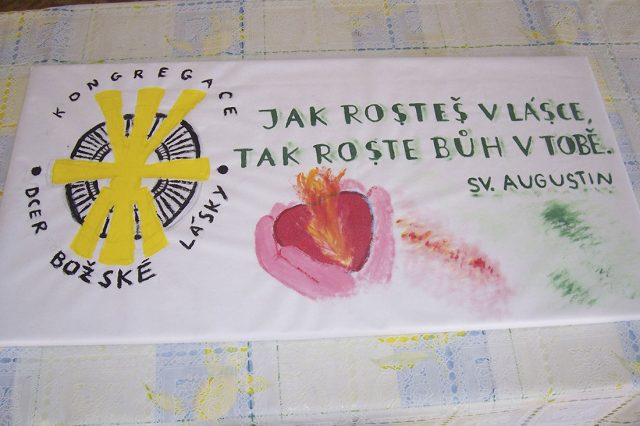 KONGREGACE
DCER BOŽSKÉ LÁSKY
JAK ROSTEŠ V LÁSCE,
TAK ROSTE BŮH V TOBĚ.
SV. AUGUSTIN